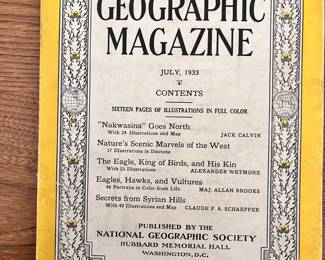 GEOGRAPHIC
MAGAZINE
JULY, 1933
CONTENTS
SIXTEEN PAGES OF ILLUSTRATIONS IN FULL COLOR
"Nakwasina" Goes North
With 24 Illustrations and Map JACK CALVIN
Nature's Scenic Marvels of the West
17 Illustrations in Duotone
The Eagle, King of Birds, and His Kin
With 21 Illustrations ALEXANDER WETMORE
Eagles, Hawks, and Vultures
46 Portraits in Color from Life MAJ. ALLAN BROOKS
Secrets from Syrian Hills
With 40 Illustrations and Map CLAUDE F. A. SCHAEFFER
PUBLISHED BY THE
NATIONAL GEOGRAPHIC SOCIETY
HUBBARD MEMORIAL HALL
WASHINGTON, D.C.